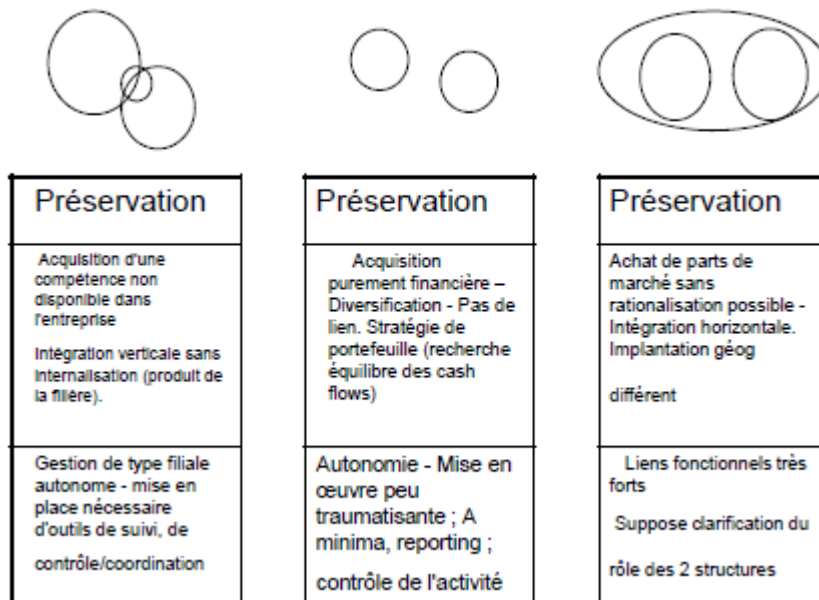 Préservation
Acquisition d'une
compétence non
disponible dans
l'entreprise
Intégration verticale sans
internalisation (produit de
la filière).
Gestion de type filiale
autonome - mise en
place nécessaire
d'outils de suivi, de
contrôle/coordination
Préservation
Acquisition
purement financière –
Diversification - Pas de
lien. Stratégie de
portefeuille (recherche
équilibre des cash
flows)
Autonomie - Mise en
œuvre peu
traumatisante ; A
minima, reporting ;
contrôle de l'activité
Préservation
Achat de parts de
marché sans
rationalisation possible -
Intégration horizontale.
Implantation géog
différent
Liens fonctionnels très
forts
Suppose clarification du
rôle des 2 structures